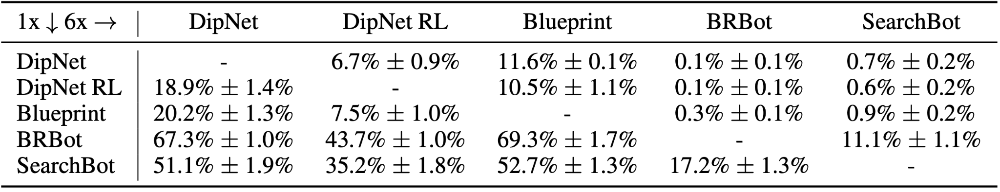 1x ↓ 6x → DipNet DipNet RL Blueprint BRBot SearchBot
DipNet - 6.7% ± 0.9% 11.6% ± 0.1% 0.1% ± 0.1% 0.7% ± 0.2%
DipNet RL 18.9% ± 1.4% - 10.5% ± 1.1% 0.1% ± 0.1% 0.6% ± 0.2%
Blueprint 20.2% ± 1.3% 7.5% ± 1.0% - 0.3% ± 0.1% 0.9% ± 0.2%
BRBot 67.3% ± 1.0% 43.7% ± 1.0% 69.3% ± 1.7% - 11.1% ± 1.1%
SearchBot 51.1% ± 1.9% 35.2% ± 1.8% 52.7% ± 1.3% 17.2% ± 1.3% -